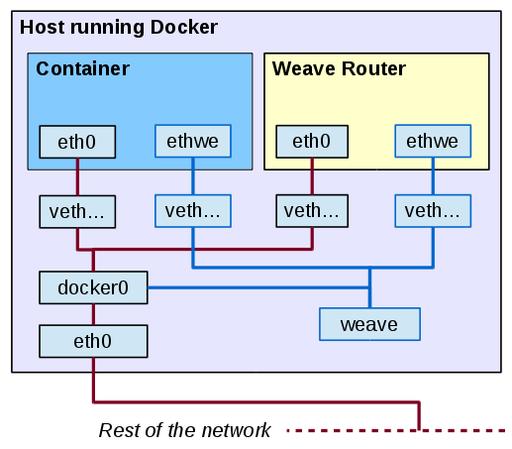 Host running Docker
Container
Weave Router
eth0
ethwe
eth0
ethwe
veth...
veth...
veth...
veth...
docker0
weave
eth0
Rest of the network